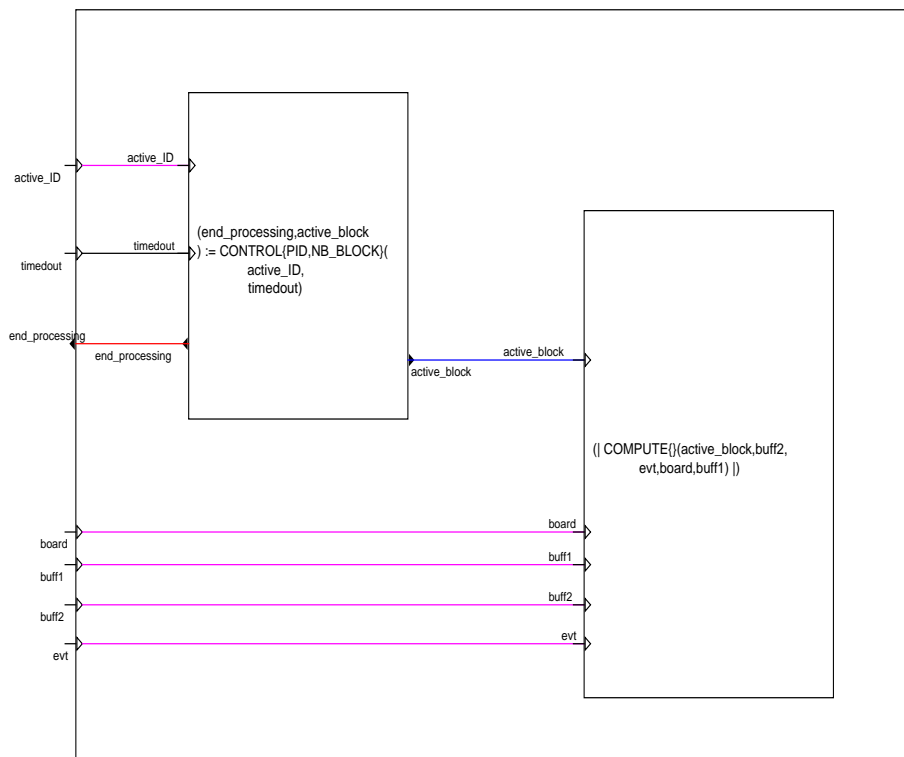 active_ID
active_ID
timedout
timedout
(end_processing,active_block
) := CONTROL{PID,NB_BLOCK}(
active_ID,
timedout)
end_processing
end_processing
active_block
active_block
(| COMPUTE{}(active_block,buff2,
evt,board,buff1) |)
board
board
buff1
buff1
buff2
buff2
evt
evt